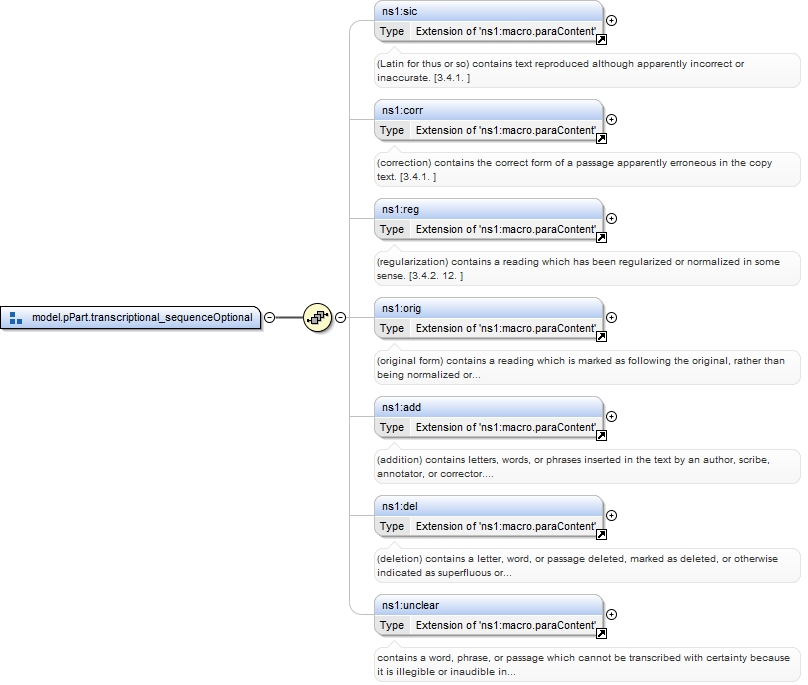 ns1:sic
Type Extension of 'ns1:macro.paraContent'
(Latin for thus or so) contains text reproduced although apparently incorrect or
inaccurate. [3.4.1. ]
ns1:corr
Type Extension of 'ns1:macro.paraContent'
(correction) contains the correct form of a passage apparently erroneous in the copy
text. [3.4.1. ]
ns1:reg
Type Extension of 'ns1:macro.paraContent'
(regularization) contains a reading which has been regularized or normalized in some
sense. [3.4.2. 12. ]
model.pPart.transcriptional_sequenceOptional
ns1:orig
Type Extension of 'ns1:macro.paraContent'
(original form) contains a reading which is marked as following the original, rather than
being normalized or...
ns1:add
Type Extension of 'ns1:macro.paraContent'
(addition) contains letters, words, or phrases inserted in the text by an author, scribe,
annotator, or corrector....
ns1:del
Type Extension of 'ns1:macro.paraContent'
(deletion) contains a letter, word, or passage deleted, marked as deleted, or otherwise
indicated as superfluous or...
ns1:unclear
Type Extension of 'ns1:macro.paraContent'
contains a word, phrase, or passage which cannot be transcribed with certainty because
it is illegible or inaudible in...